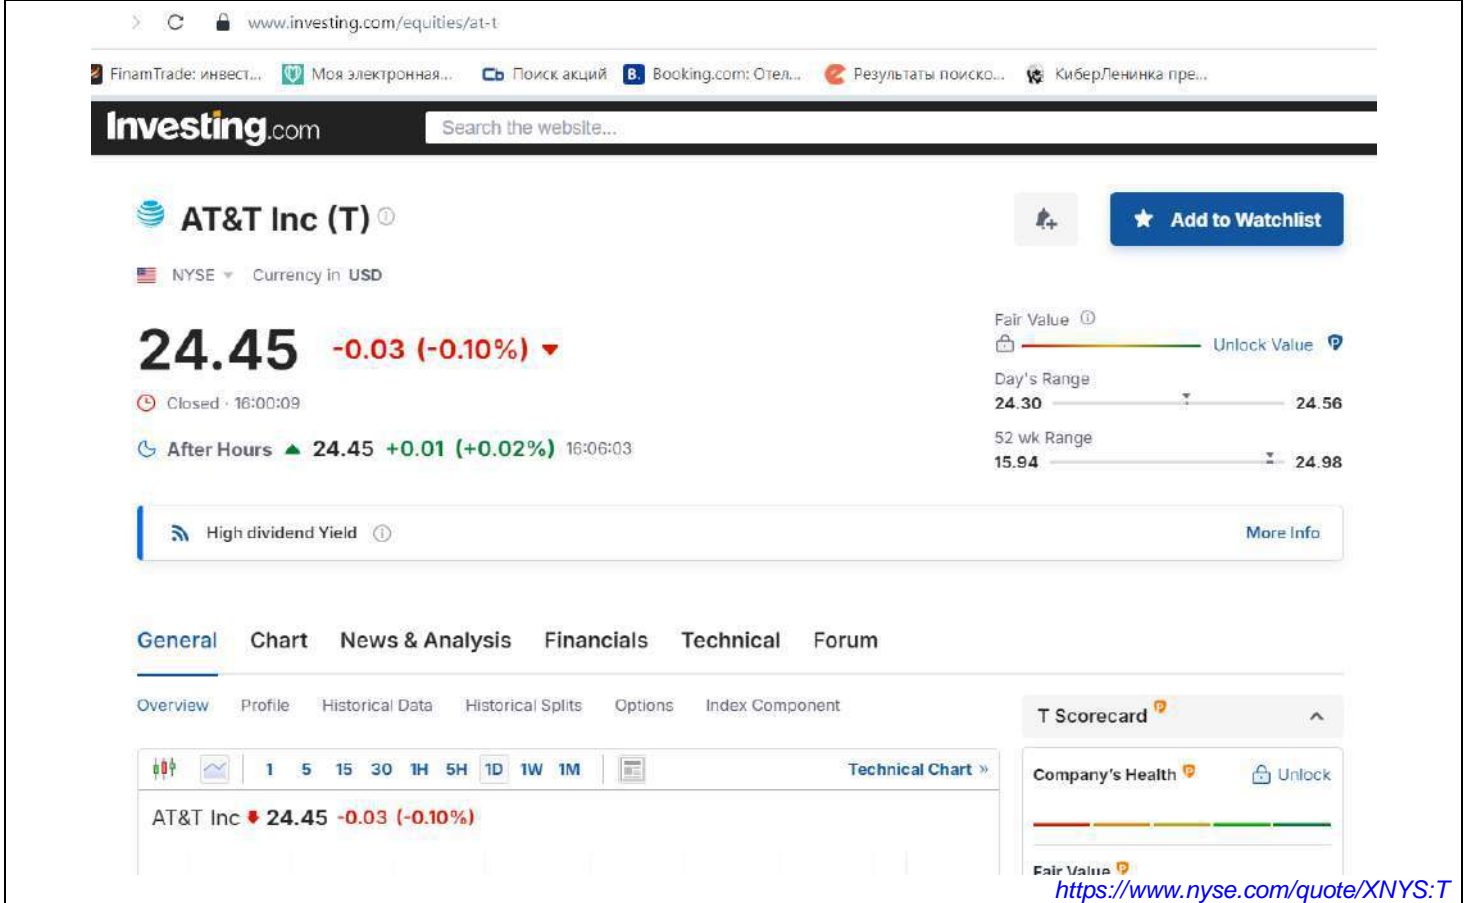 www.investing.com/equities/at-t
FinamTrade: инвест... Моя электронная... Сь Поиск акций B. Booking.com: Отел... Результаты поиско... КиберЛенинка пре...
Investing.com Search the website...
AT&T Inc (T)
Add to Watchlist
NYSE Currency in USD
Fair Value
Unlock Value
24.45 -0.03 (-0.10%)
Day's Range
24.30 24.56
Closed · 16:00:09
52 wk Range
15.94 24.98
After Hours 24.45 +0.01 (+0.02%) 16:06:03
High dividend Yield More Info
General Chart News & Analysis Financials Technical Forum
Overview Profile Historical Data Historical Splits Options Index Component
T Scorecard
1 5 15 30 1H 5H 1D 1W 1M Technical Chart »
Company's Health Unlock
AT&T Inc 24.45 -0.03 (-0.10%)
Fair Value
https://www.nyse.com/quote/XNYS:T